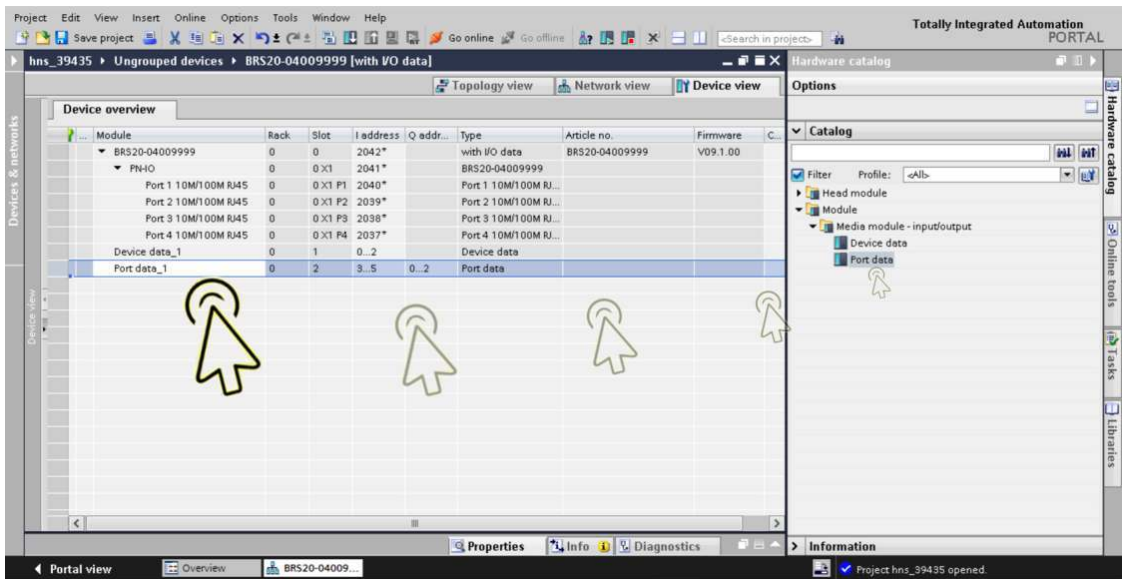 Project Edit View Insert Online Options Tools Window Help
Totally Integrated Automation
PORTAL
Save project Go online Go offline <Search in project>
hns_39435 ▸ Ungrouped devices ▸ BRS20-04009999 [with I/O data]
Hardware catalog
Topology view Network view Device view
Options
Device overview
... Module Rack Slot I address Q addr... Type Article no. Firmware C...
BRS20-04009999 0 0 2042* with I/O data BRS20-04009999 V09.1.00
PN-IO 0 0 X1 2041* BRS20-04009999
Port 1 10M/100M RJ45 0 0 X1 P1 2040* Port 1 10M/100M RJ...
Port 2 10M/100M RJ45 0 0 X1 P2 2039* Port 2 10M/100M RJ...
Port 3 10M/100M RJ45 0 0 X1 P3 2038* Port 3 10M/100M RJ...
Port 4 10M/100M RJ45 0 0 X1 P4 2037* Port 4 10M/100M RJ...
Device data_1 0 1 0...2 Device data
Port data_1 0 2 3...5 0...2 Port data
Catalog
Filter Profile: <All>
Head module
Module
Media module - input/output
Device data
Port data
Devices & networks
Device view
Hardware catalog
Online tools
Tasks
Libraries
Properties Info Diagnostics
Information
Portal view Overview BRS20-04009...
Project hns_39435 opened.